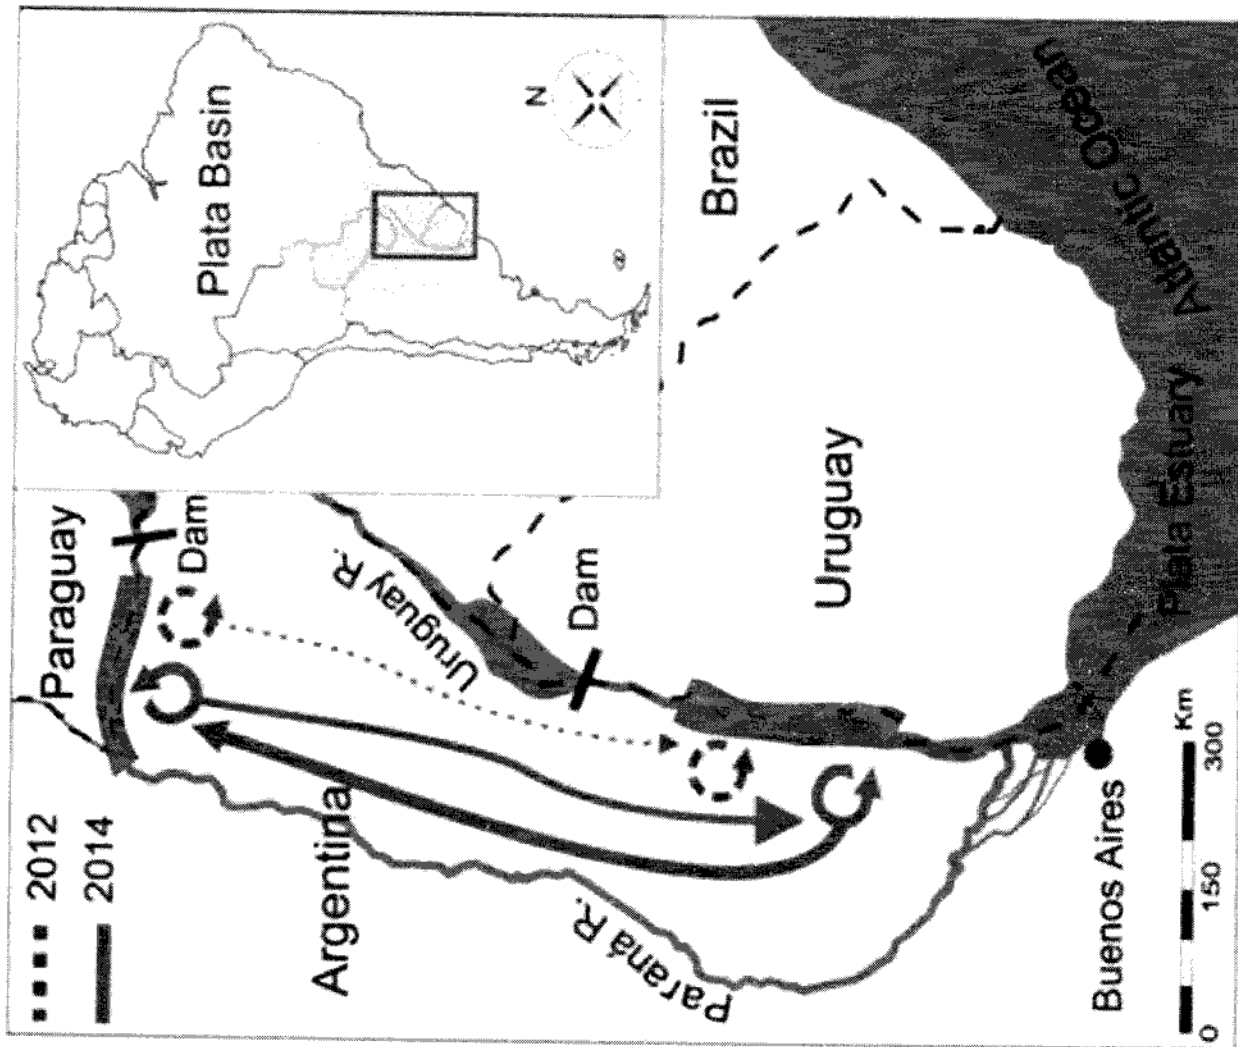 2012
2014
Paraguay
Dam
Argentina
Uruguay R.
Paraná R.
Dam
Uruguay
Brazil
Buenos Aires
Plata Estuary
Atlantic Ocean
0 150 300 Km
Plata Basin
N